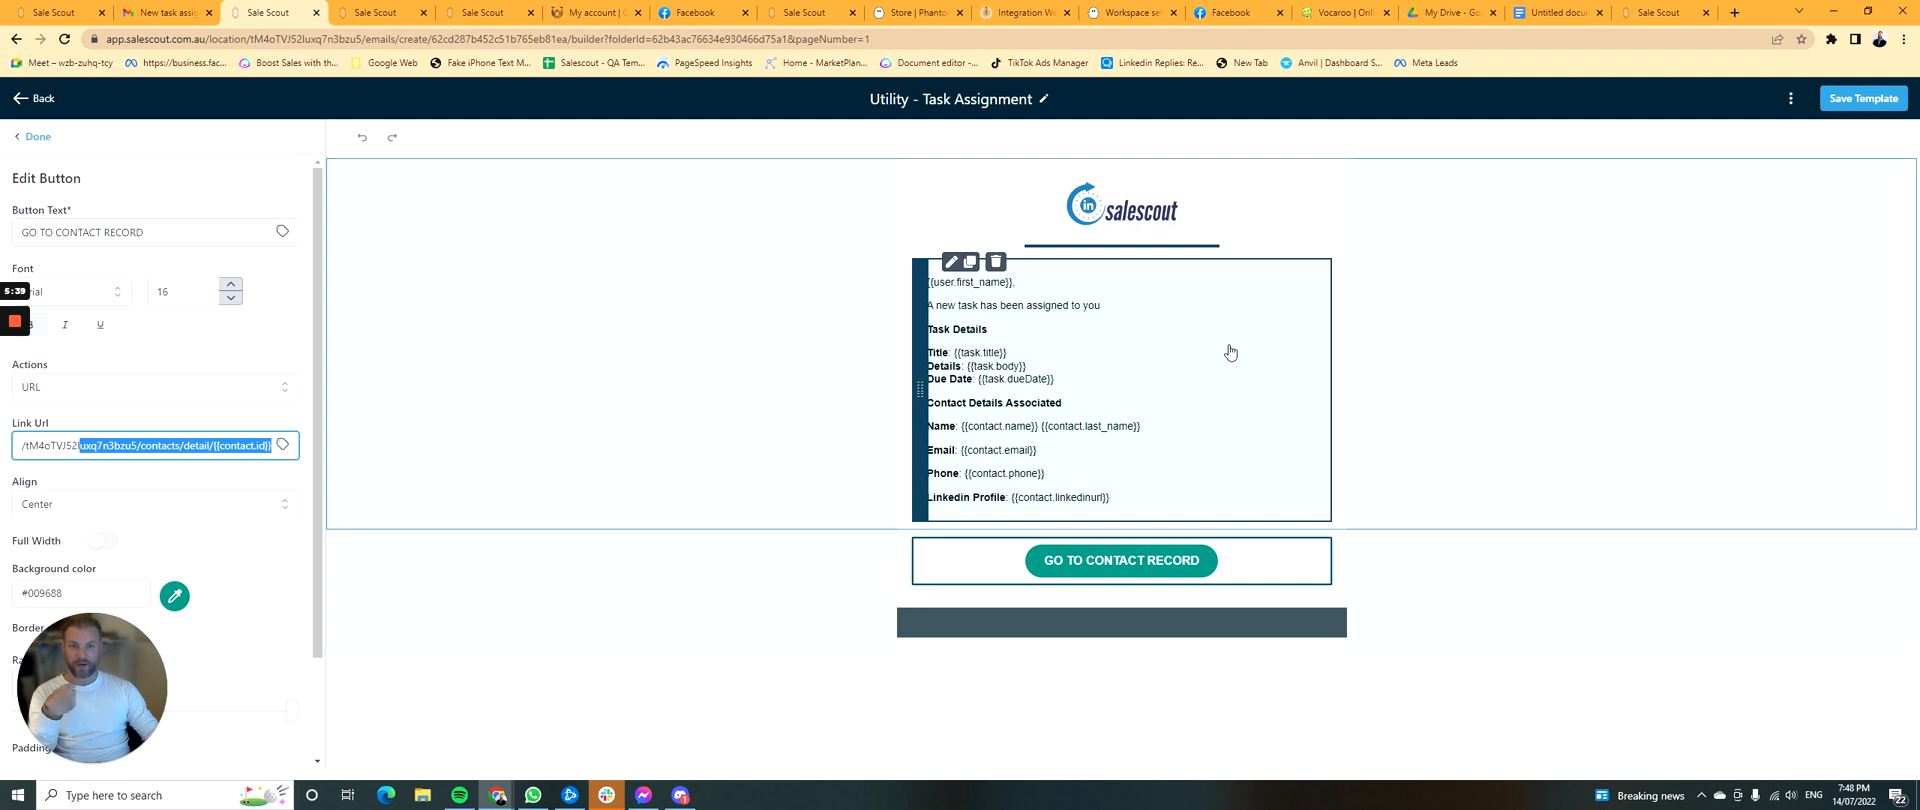 Sale Scout
New task assig
Sale Scout
Sale Scout
Sale Scout
My account | C
Facebook
Sale Scout
Store | Phanto
Integration We
Workspace se
Facebook
Vocaroo | Onl
My Drive - Go
Untitled docu
Sale Scout
app.salescout.com.au/location/tM4oTVJ52luxq7n3bzu5/emails/create/62cd287b452c51b765eb81ea/builder?folderId=62b43ac76634e930466d75a1&pageNumber=1
Meet – wzb-zuhq-tcy
https://business.fac...
Boost Sales with th...
Google Web
Fake iPhone Text M...
Salescout - QA Tem...
PageSpeed Insights
Home - MarketPlan...
Document editor -...
TikTok Ads Manager
Linkedin Replies: Re...
New Tab
Anvil | Dashboard S...
Meta Leads
Back
Utility - Task Assignment
Save Template
Done
Edit Button
Button Text*
GO TO CONTACT RECORD
Font
rial
16
5:39
B I U
Actions
URL
Link Url
/tM4oTVJ52luxq7n3bzu5/contacts/detail/{{contact.id}}
Align
Center
Full Width
Background color
#009688
Border
Ra
Padding
in salescout
{{user.first_name}},
A new task has been assigned to you
Task Details
Title: {{task.title}}
Details: {{task.body}}
Due Date: {{task.dueDate}}
Contact Details Associated
Name: {{contact.name}} {{contact.last_name}}
Email: {{contact.email}}
Phone: {{contact.phone}}
Linkedin Profile: {{contact.linkedinurl}}
GO TO CONTACT RECORD
Type here to search
Breaking news
ENG
7:48 PM
14/07/2022
22